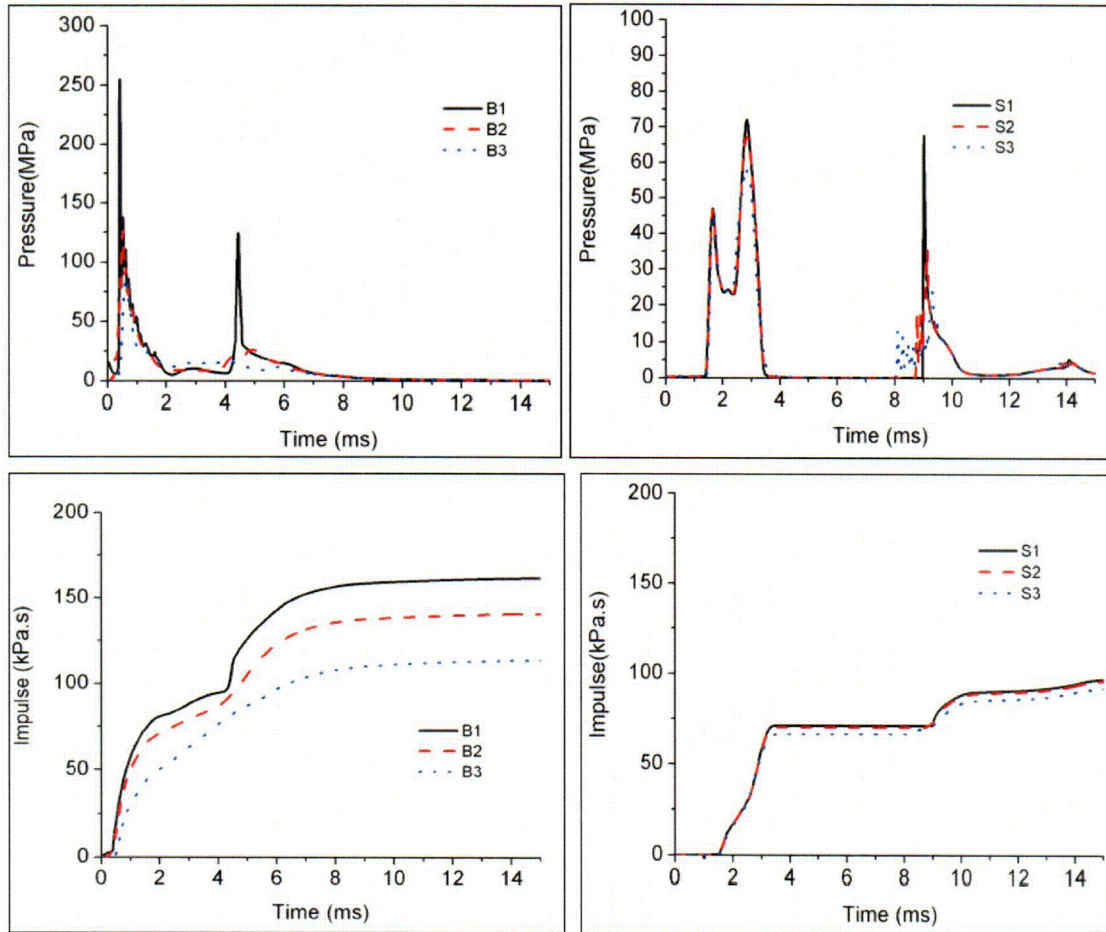 300
250
200
150
100
50
0
Pressure(MPa)
B1
B2
B3
0 2 4 6 8 10 12 14
Time (ms)
100
90
80
70
60
50
40
30
20
10
0
Pressure(MPa)
S1
S2
S3
0 2 4 6 8 10 12 14
Time (ms)
200
150
100
50
0
Impulse (kPa.s)
B1
B2
B3
0 2 4 6 8 10 12 14
Time (ms)
200
150
100
50
0
Impulse(kPa.s)
S1
S2
S3
0 2 4 6 8 10 12 14
Time (ms)